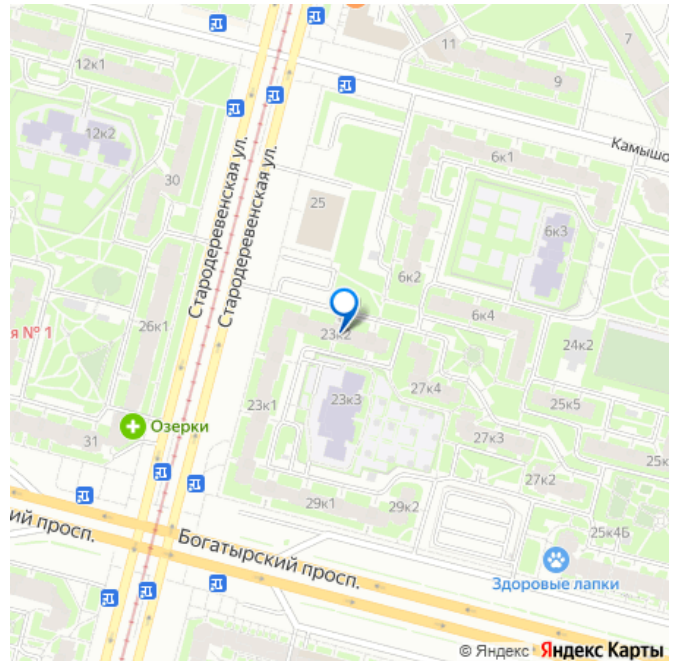 12к1
11
7
9
12к2
Камышо
6к1
30
25
6к3
Стародеревенская ул.
Стародеревенская ул.
6к2
6к4
я № 1
26к1
23к2
24к2
27к4
23к1
23к3
25к5
Озерки
31
27к3
25к
27к2
29к1
29к2
ий просп.
Богатырский просп.
25к4Б
Здоровые лапки
© Яндекс Яндекс Карты